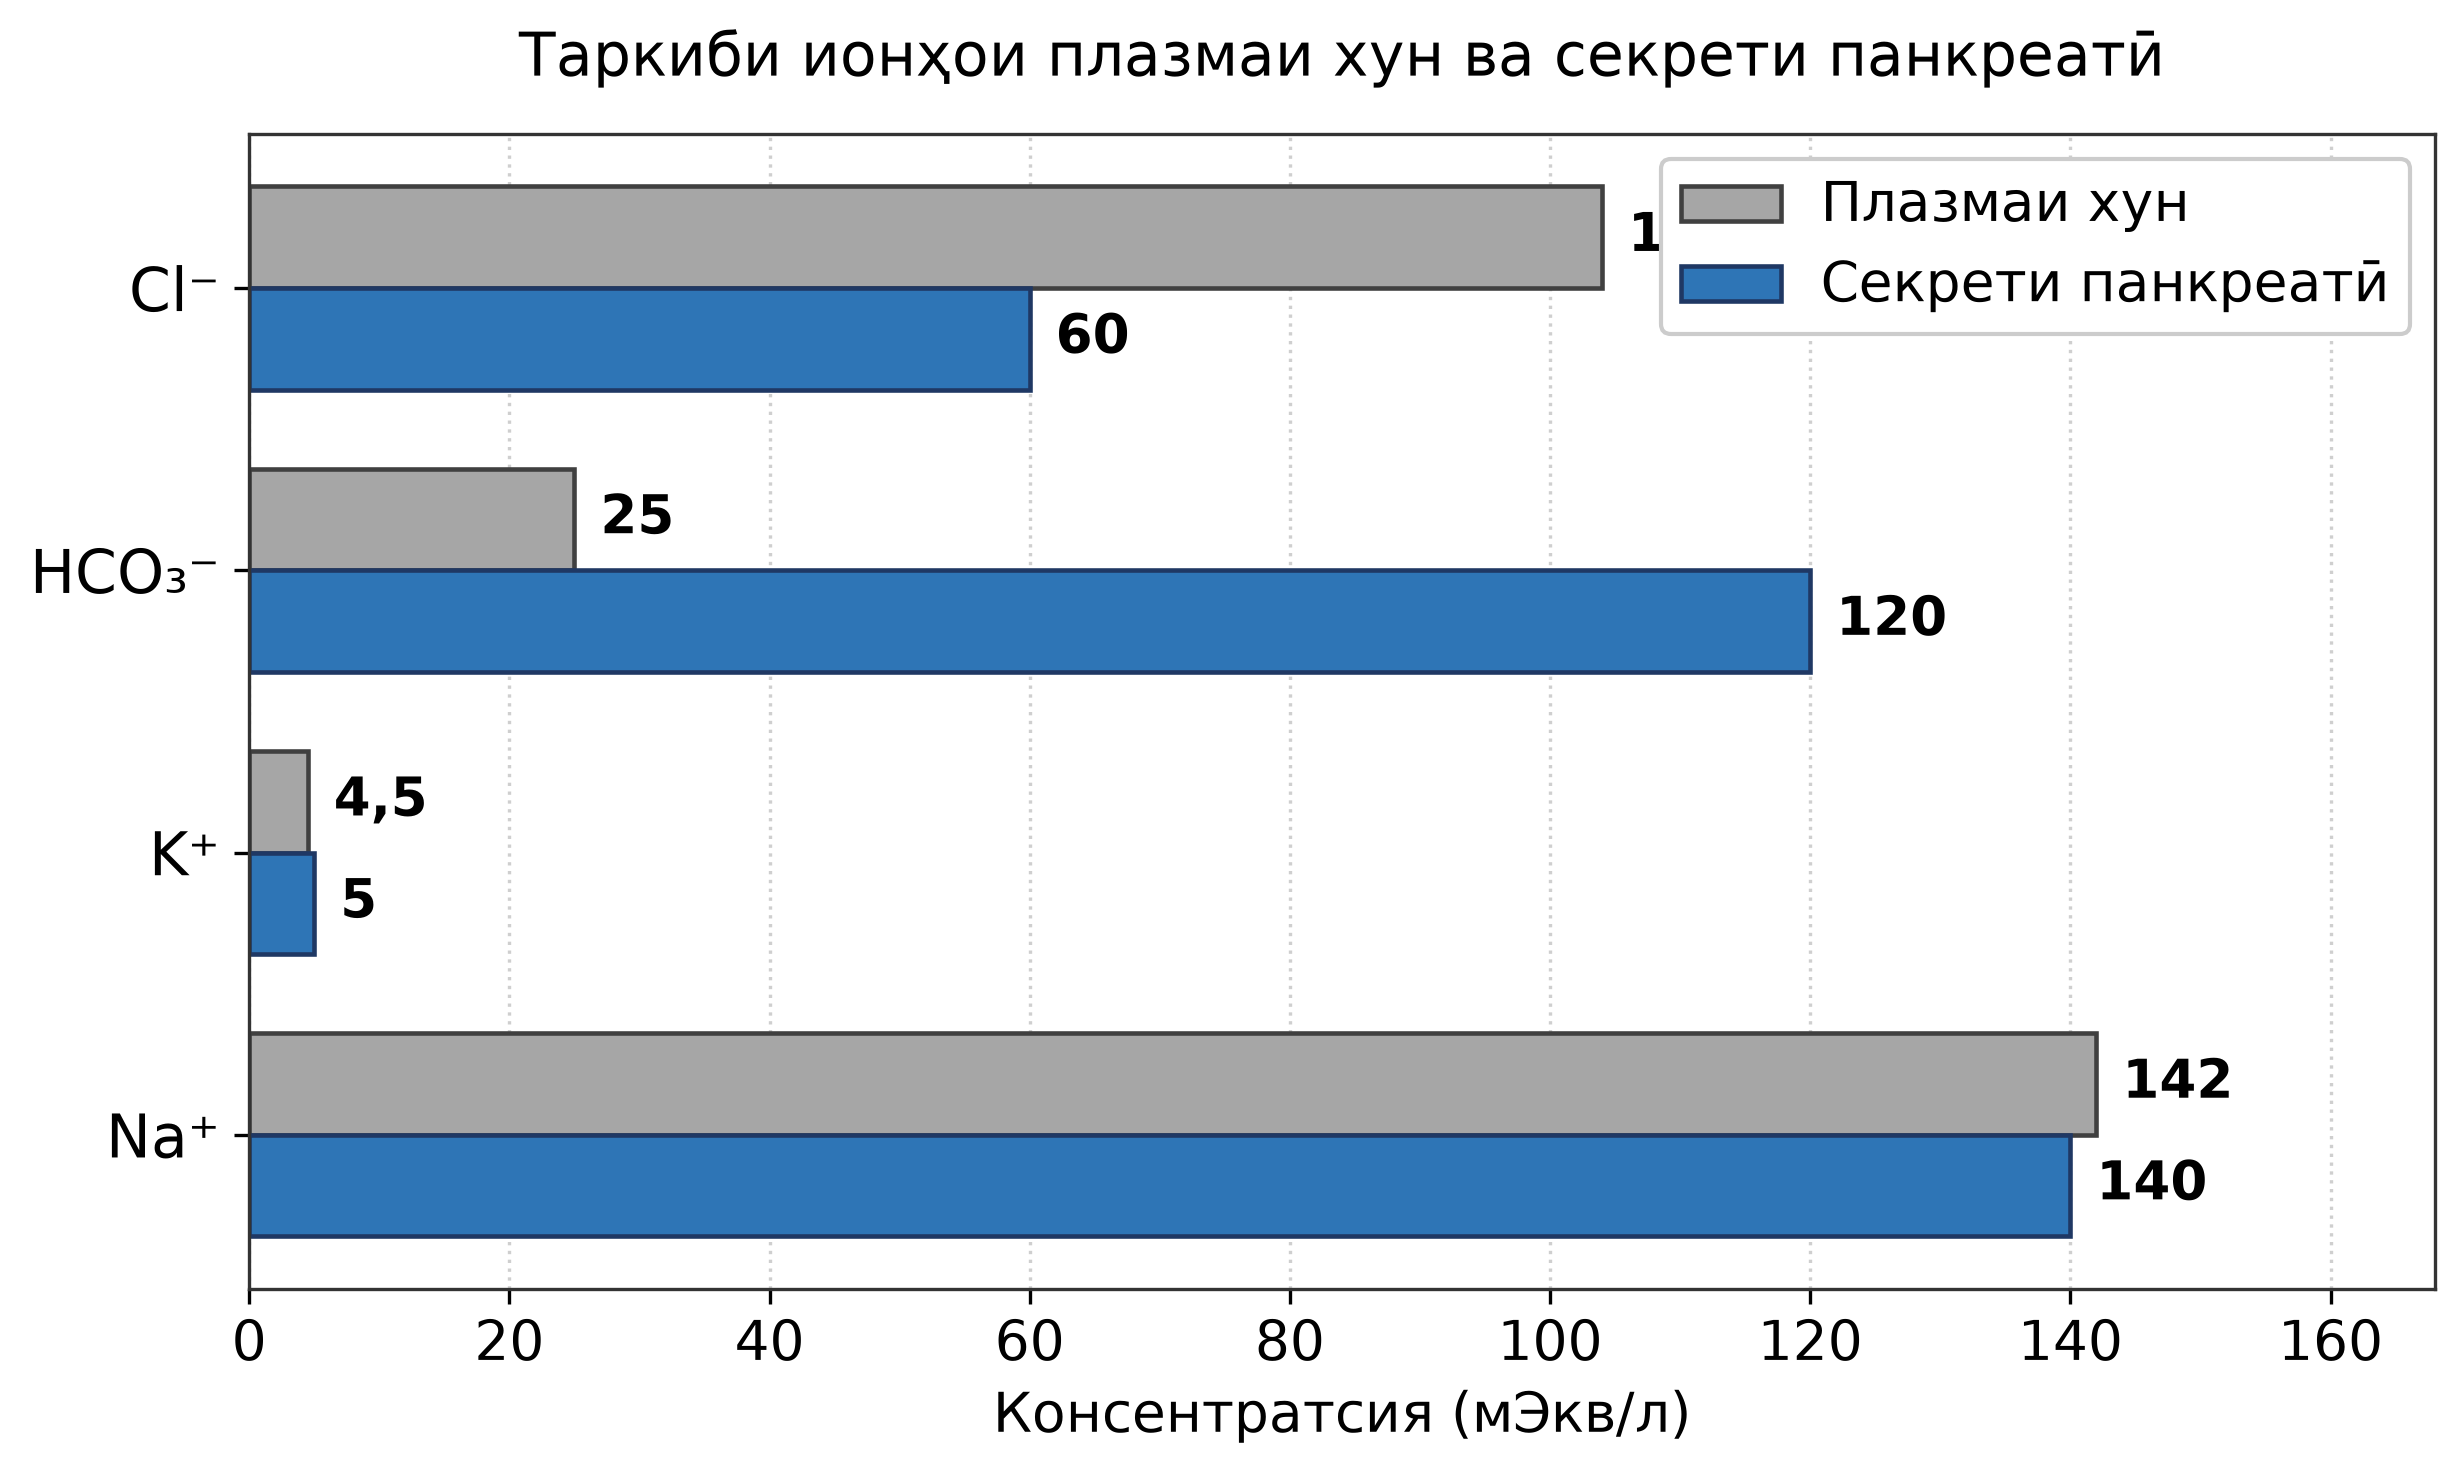 Таркиби ионҳои плазмаи хун ва секрети панкреатӣ
Плазмаи хун
Секрети панкреатӣ
Cl⁻
60
HCO₃⁻
25
120
K⁺
4,5
5
Na⁺
142
140
0 20 40 60 80 100 120 140 160
Консентратсия (мЭкв/л)